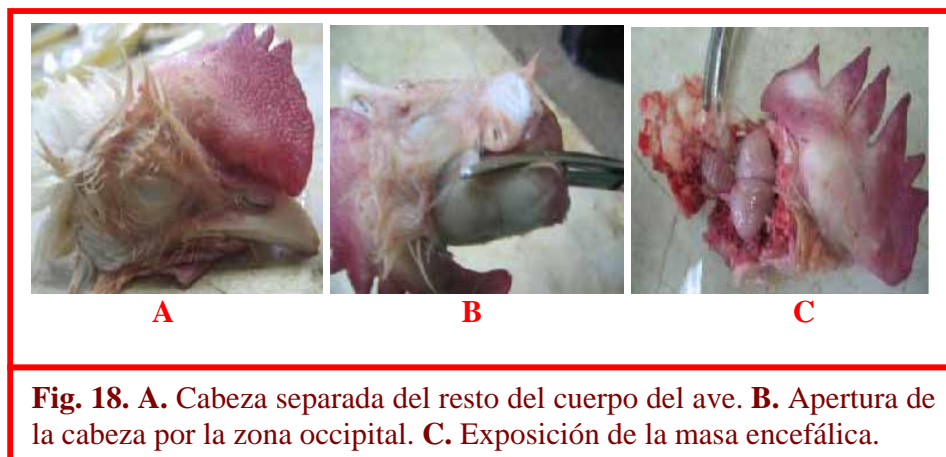 A
B
C
Fig. 18. A. Cabeza separada del resto del cuerpo del ave. B. Apertura de
la cabeza por la zona occipital. C. Exposición de la masa encefálica.